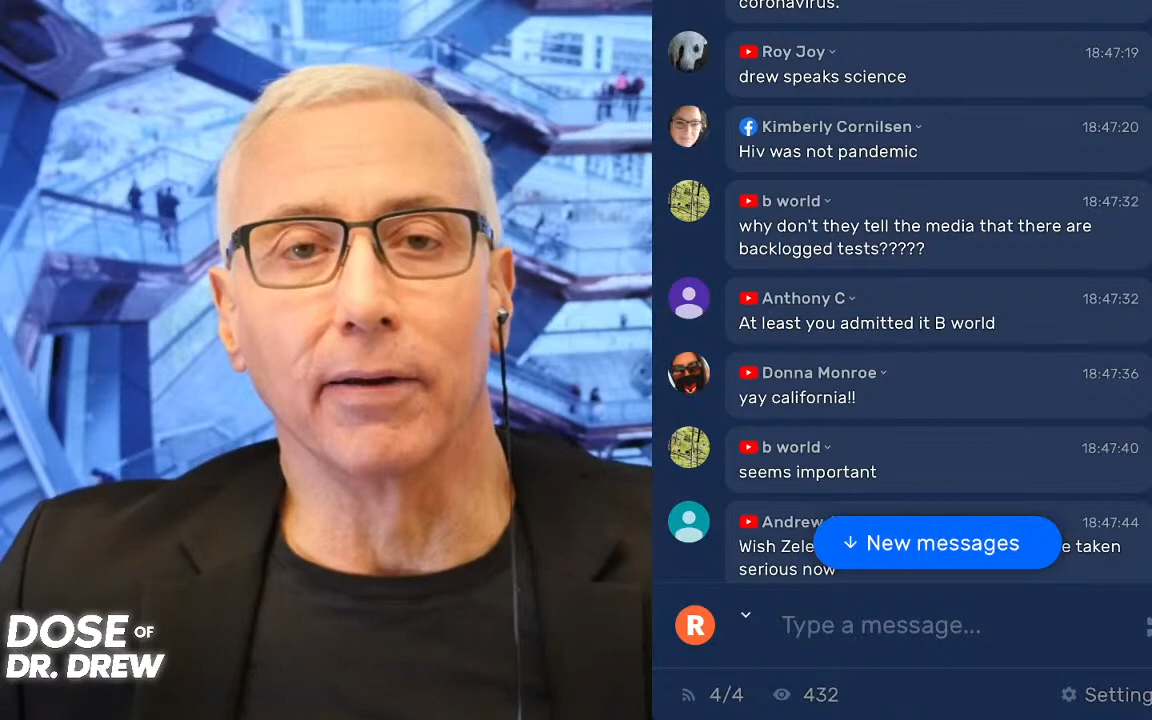 coronavirus.
Roy Joy 18:47:19
drew speaks science
Kimberly Cornilsen 18:47:20
Hiv was not pandemic
b world 18:47:32
why don't they tell the media that there are
backlogged tests?????
Anthony C 18:47:32
At least you admitted it B world
Donna Monroe 18:47:36
yay california!!
b world 18:47:40
seems important
Andrew 18:47:44
Wish Zele
e taken
serious now
↓ New messages
R
Type a message...
4/4 432 Setting
DOSE OF
DR. DREW